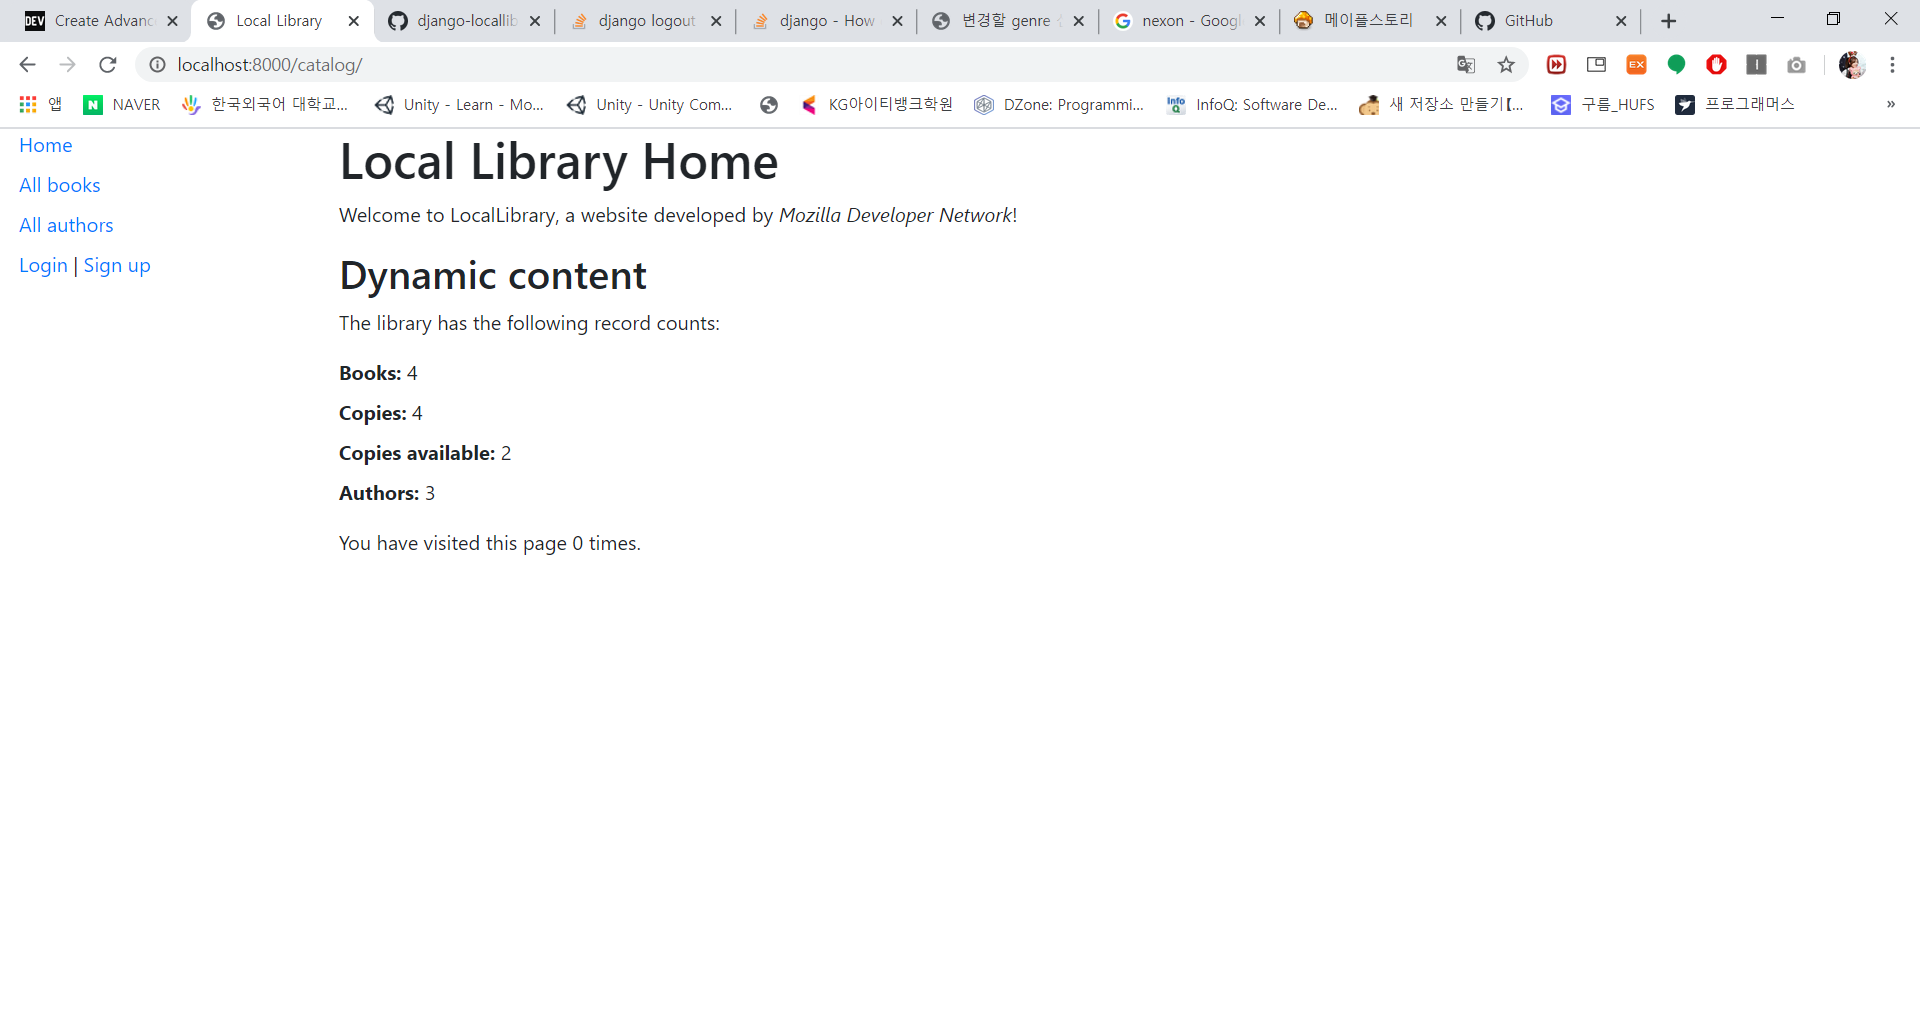 DEV Create Advanc
Local Library
django-locallib
django logout
django - How
변경할 genre
nexon - Googl
메이플스토리
GitHub
localhost:8000/catalog/
EX
앱
N NAVER
한국외국어 대학교...
Unity - Learn - Mo...
Unity - Unity Com...
KG아이티뱅크학원
DZone: Programmi...
Info Q InfoQ: Software De...
새 저장소 만들기【...
구름_HUFS
프로그래머스
»
Home
All books
All authors
Login | Sign up
Local Library Home
Welcome to LocalLibrary, a website developed by Mozilla Developer Network!
Dynamic content
The library has the following record counts:
Books: 4
Copies: 4
Copies available: 2
Authors: 3
You have visited this page 0 times.